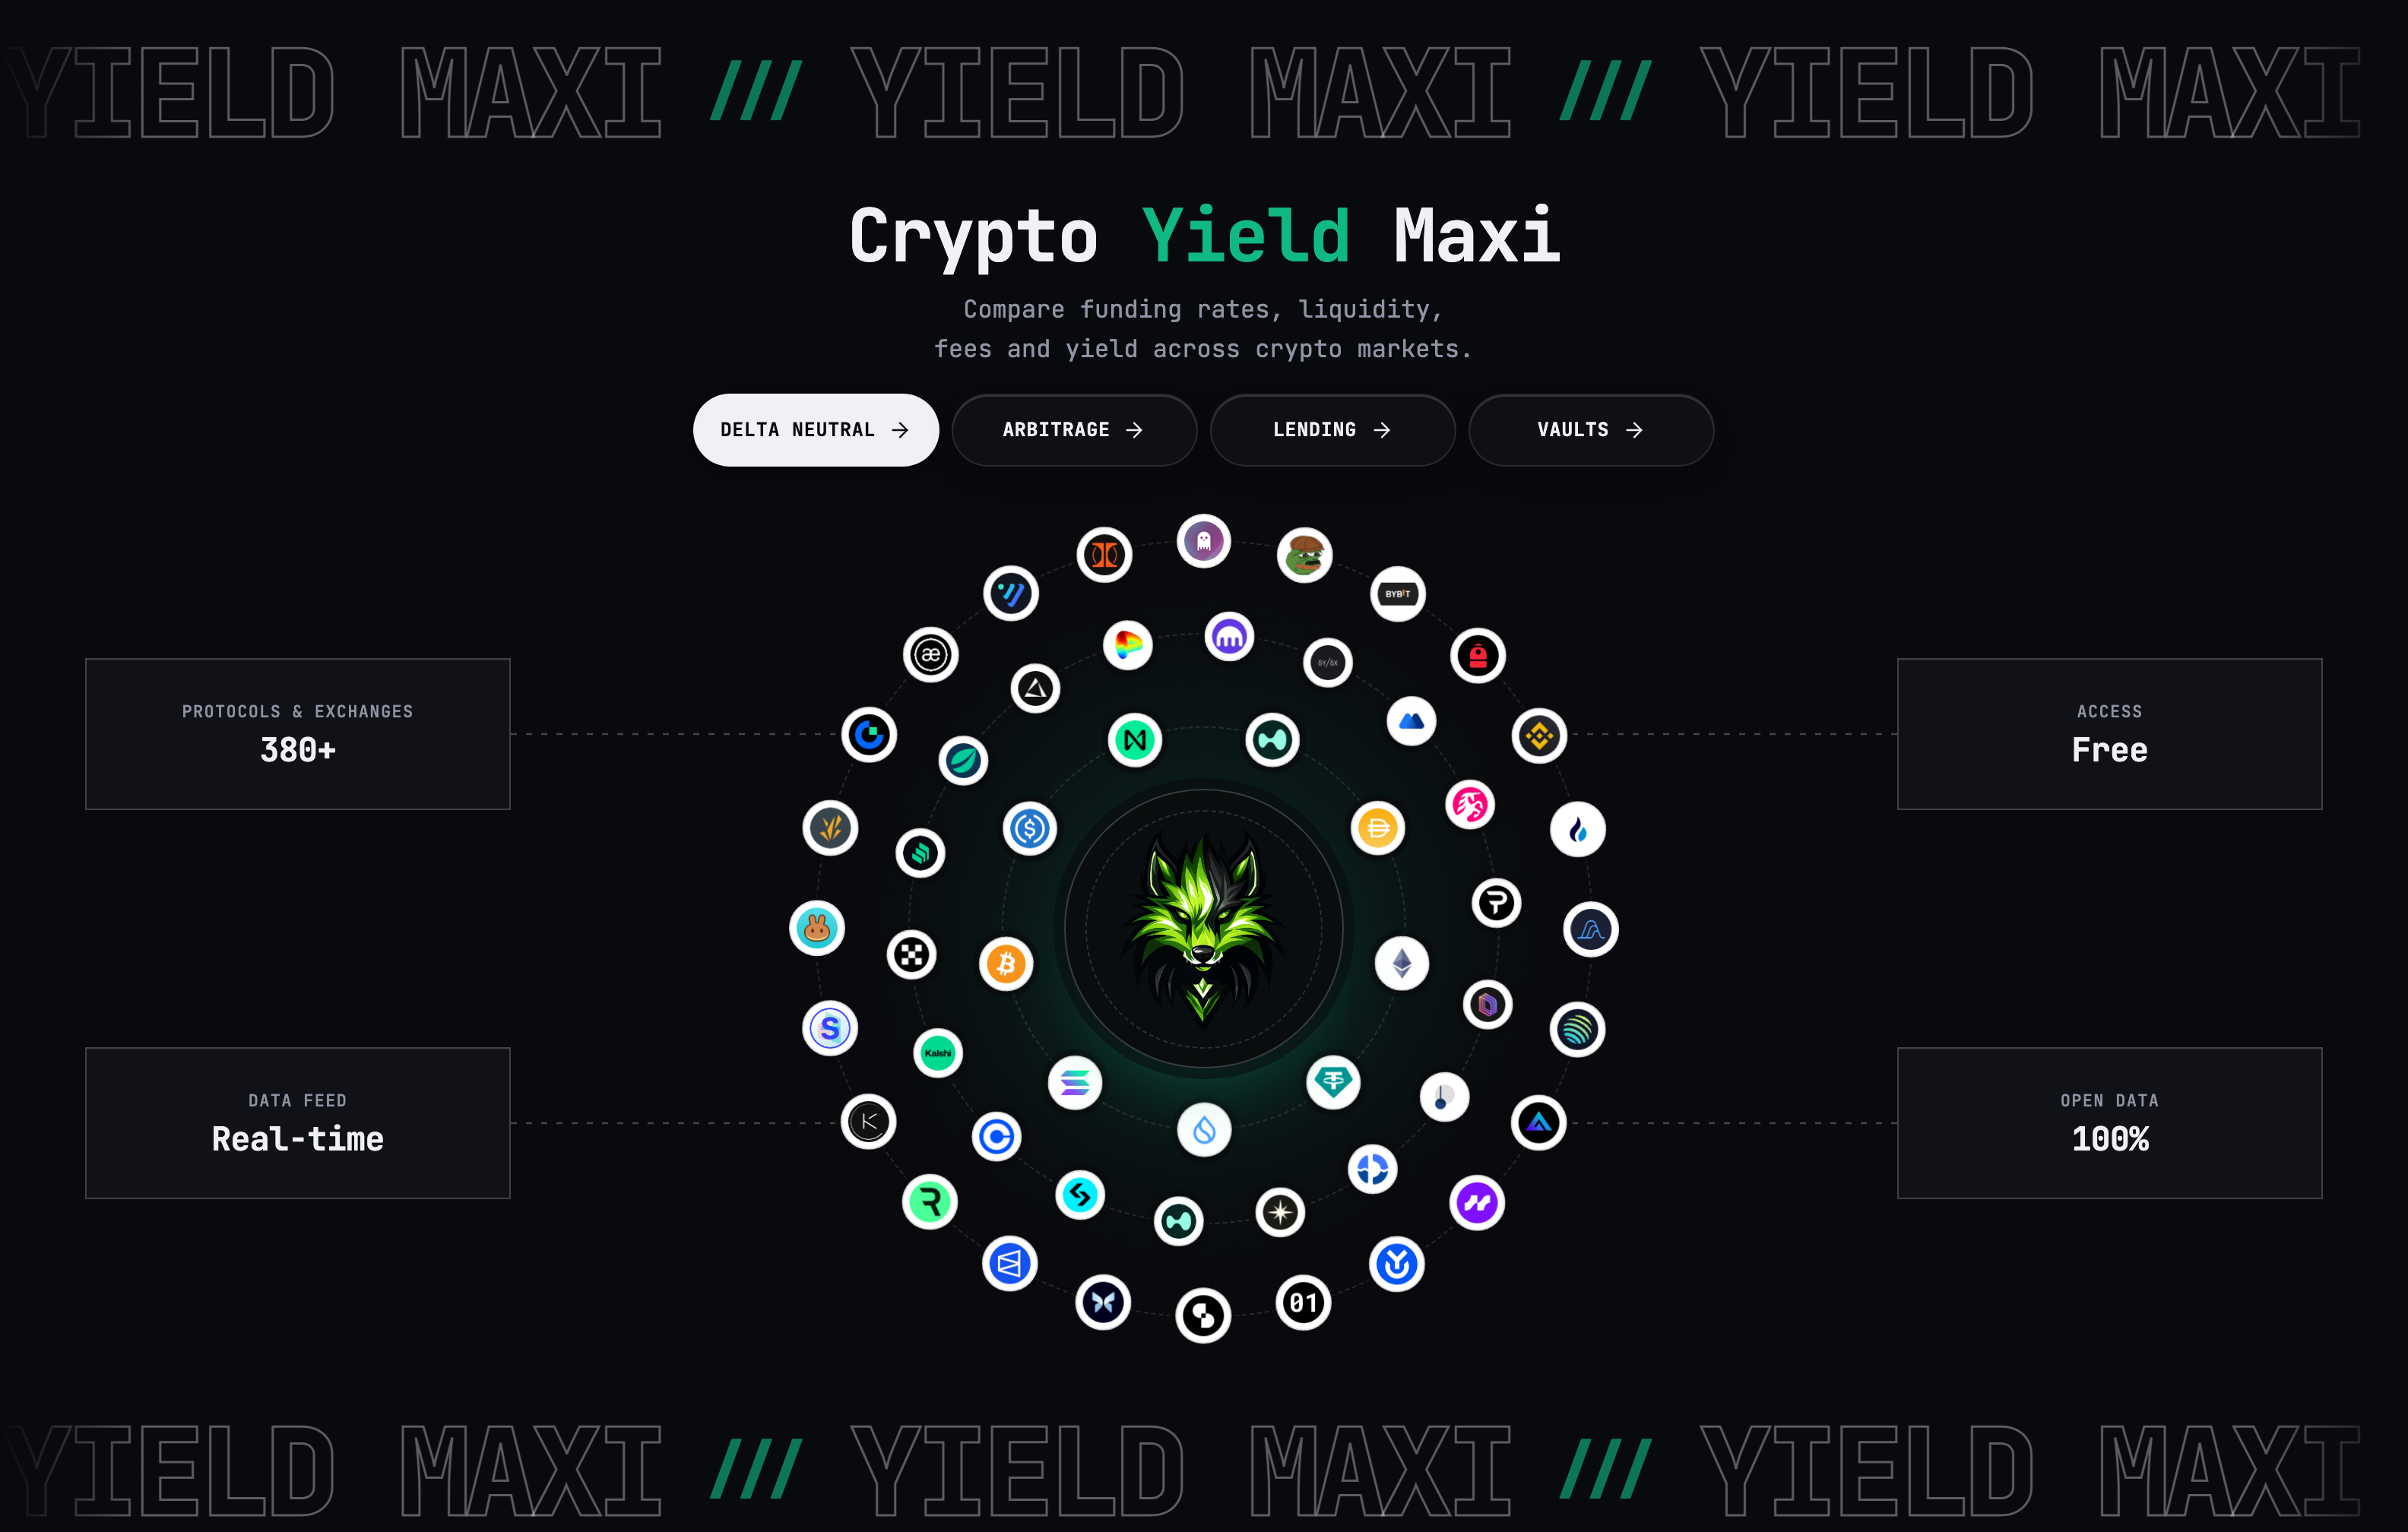 YIELD MAXI /// YIELD MAXI /// YIELD MAXI
Crypto Yield Maxi
Compare funding rates, liquidity,
fees and yield across crypto markets.
DELTA NEUTRAL →
ARBITRAGE →
LENDING →
VAULTS →
BYBIT
PROTOCOLS & EXCHANGES
380+
ACCESS
Free
Kalshi
DATA FEED
Real-time
OPEN DATA
100%
01
YIELD MAXI /// YIELD MAXI /// YIELD MAXI